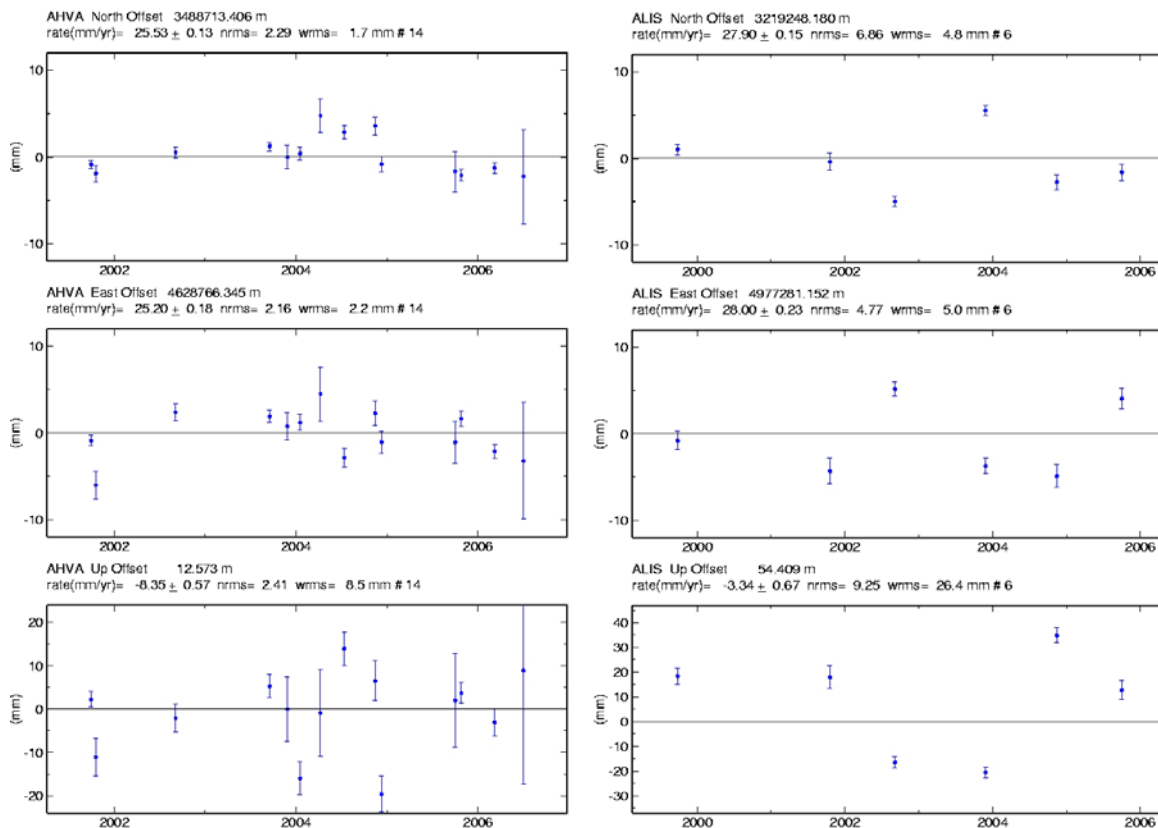 AHVA North Offset 3488713.406 m
rate(mm/yr)= 25.53 ± 0.13 nrms= 2.29 wrms= 1.7 mm # 14
10
0
-10
(mm)
2002 2004 2006
AHVA East Offset 4628766.345 m
rate(mm/yr)= 25.20 ± 0.18 nrms= 2.16 wrms= 2.2 mm # 14
10
0
-10
(mm)
2002 2004 2006
AHVA Up Offset 12.573 m
rate(mm/yr)= -8.35 ± 0.57 nrms= 2.41 wrms= 8.5 mm # 14
20
10
0
-10
-20
(mm)
2002 2004 2006
ALIS North Offset 3219248.180 m
rate(mm/yr)= 27.90 ± 0.15 nrms= 6.86 wrms= 4.8 mm # 6
10
0
-10
(mm)
2000 2002 2004 2006
ALIS East Offset 4977281.152 m
rate(mm/yr)= 28.00 ± 0.23 nrms= 4.77 wrms= 5.0 mm # 6
10
0
-10
(mm)
2000 2002 2004 2006
ALIS Up Offset 54.409 m
rate(mm/yr)= -3.34 ± 0.67 nrms= 9.25 wrms= 26.4 mm # 6
40
30
20
10
0
-10
-20
-30
(mm)
2000 2002 2004 2006